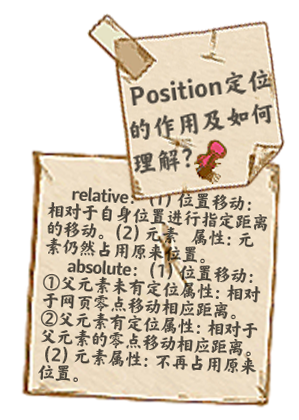 Position定位
的作用及如何
理解?
relative: (1) 位置移动:
相对于自身位置进行指定距离
的移动。(2) 元素 属性: 元
素仍然占用原来位置。
absolute: (1) 位置移动:
①父元素未有定位属性: 相对
于网页零点移动相应距离。
②父元素有定位属性: 相对于
父元素的零点移动相应距离。
(2) 元素属性: 不再占用原来
位置。